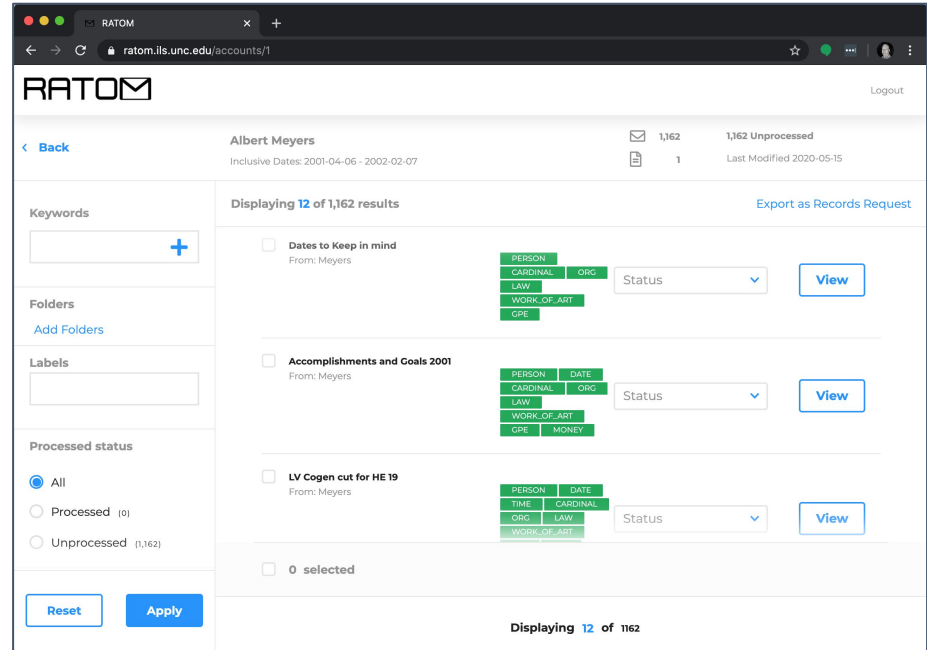 RATOM
ratom.ils.unc.edu/accounts/1
RATOM
Logout
Back
Albert Meyers
Inclusive Dates: 2001-04-06 - 2002-02-07
1,162
1
1,162 Unprocessed
Last Modified 2020-05-15
Keywords
Folders
Add Folders
Labels
Processed status
All
Processed (0)
Unprocessed (1,162)
Reset
Apply
Displaying 12 of 1,162 results
Export as Records Request
Dates to Keep in mind
From: Meyers
PERSON
CARDINAL ORG
LAW
WORK_OF_ART
GPE
Status
View
Accomplishments and Goals 2001
From: Meyers
PERSON DATE
CARDINAL ORG
LAW
WORK_OF_ART
GPE MONEY
Status
View
LV Cogen cut for HE 19
From: Meyers
PERSON DATE
TIME CARDINAL
ORG LAW
WORK_OF_ART
Status
View
0 selected
Displaying 12 of 1162